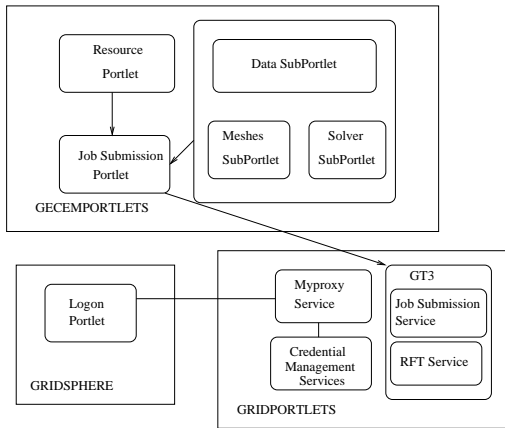 Resource
Portlet
Data SubPortlet
Meshes
SubPortlet
Solver
SubPortlet
Job Submission
Portlet
GECEMPORTLETS
Logon
Portlet
GRIDSPHERE
Myproxy
Service
Credential
Management
Services
GT3
Job Submission
Service
RFT Service
GRIDPORTLETS